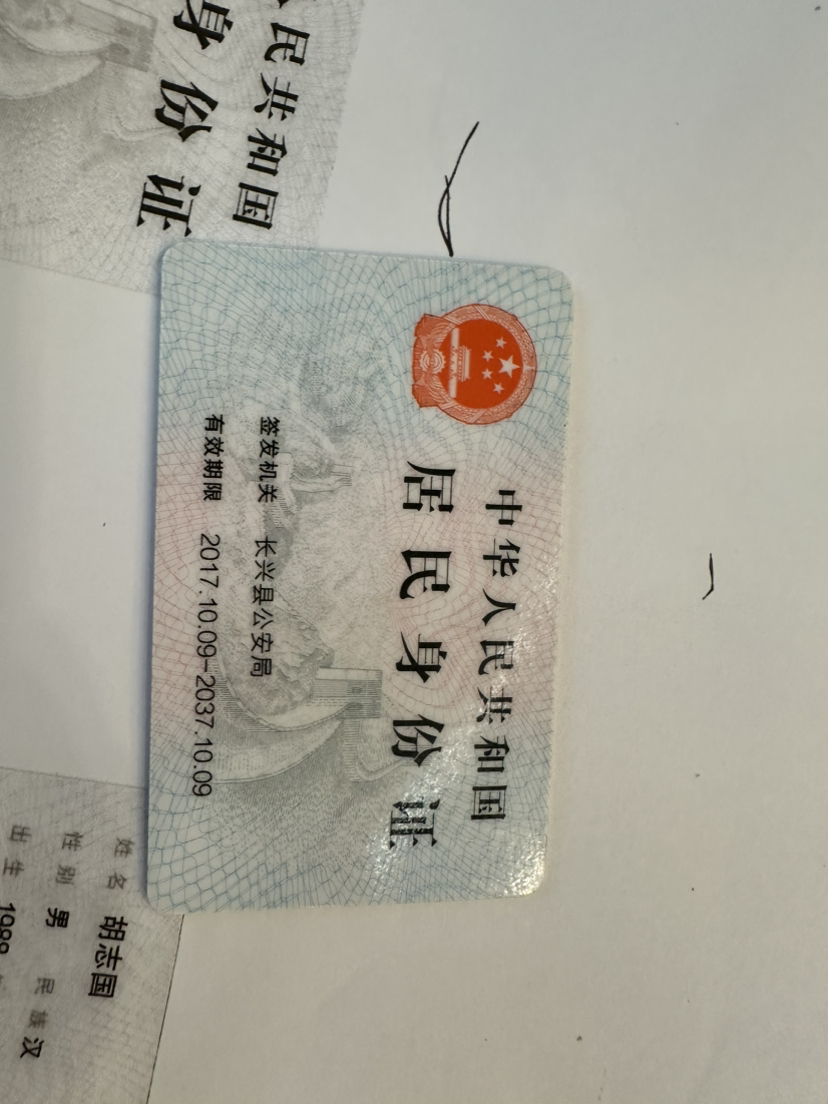 民共和国
身份证
中华人民共和国
居民身份证
签发机关 长兴县公安局
有效期限 2017.10.09-2037.10.09
姓名 胡志国
性别 男 民族 汉
出生